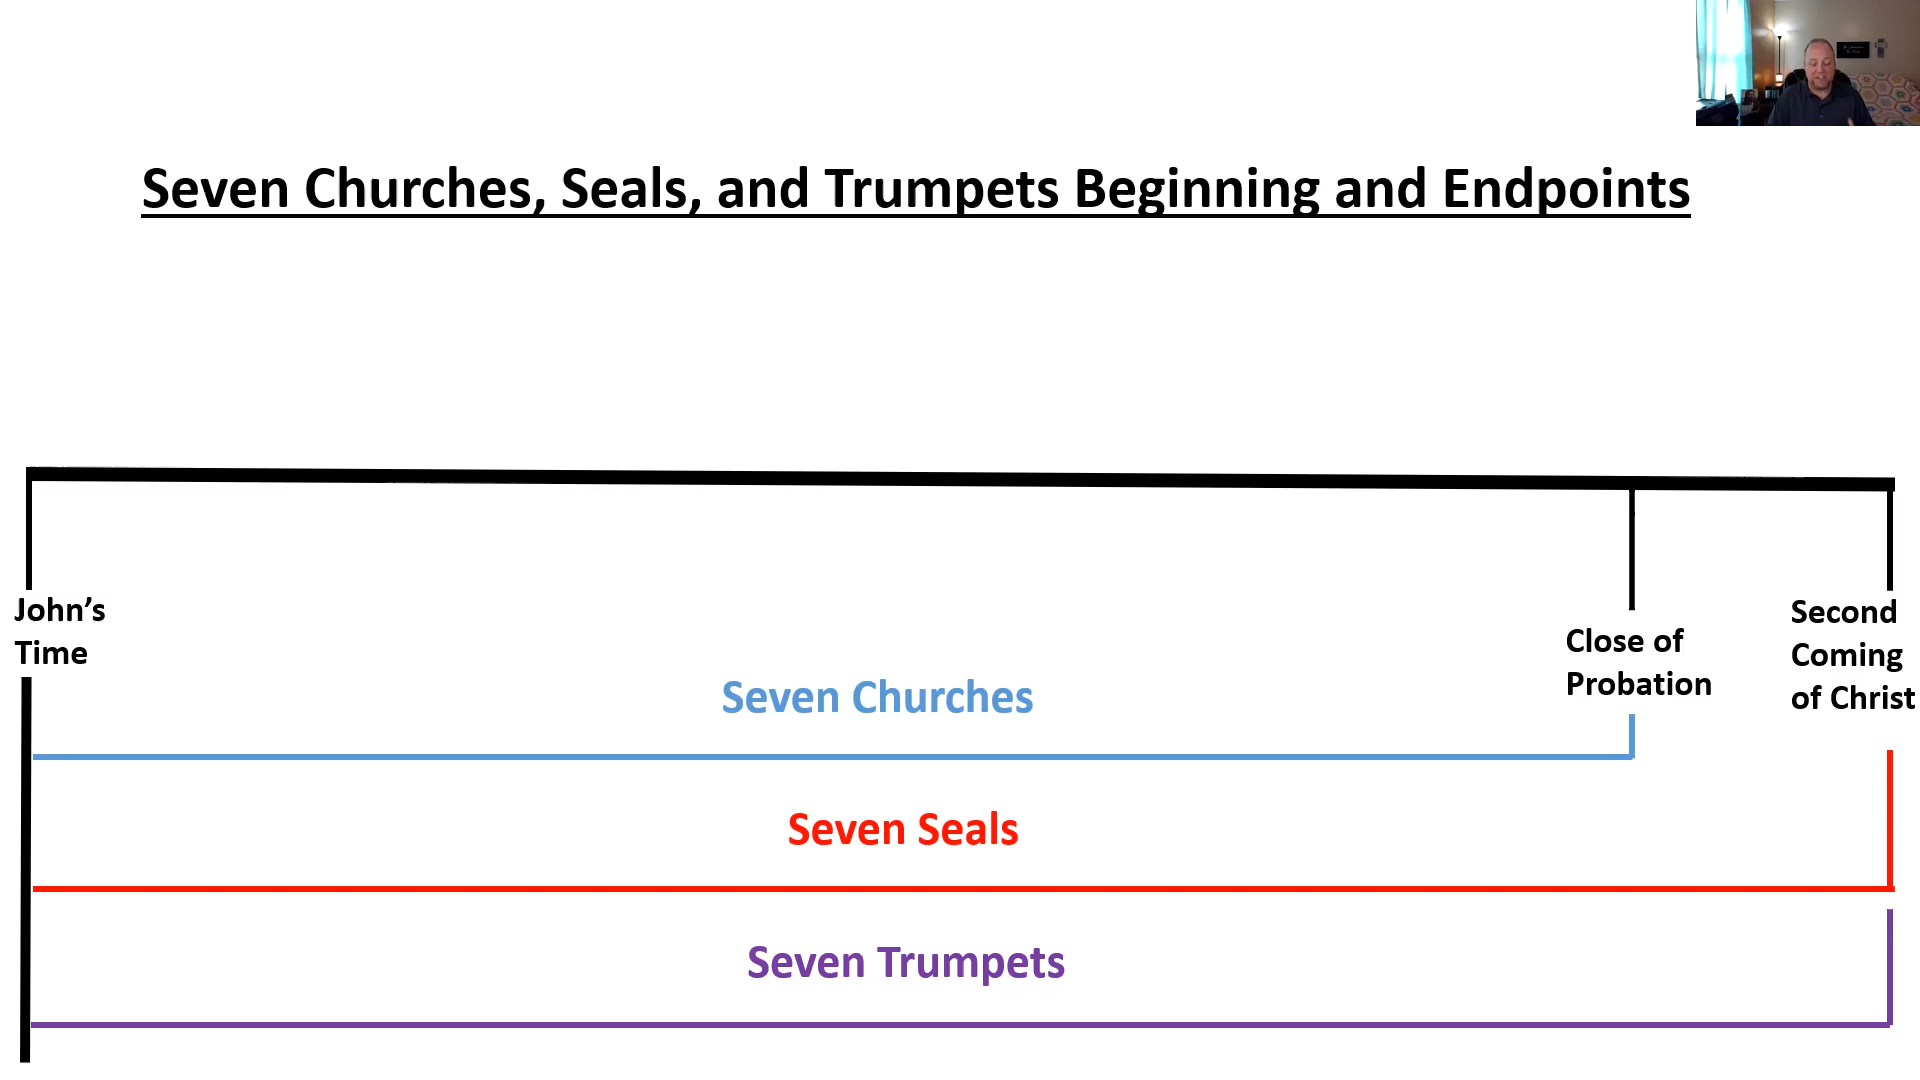 Seven Churches, Seals, and Trumpets Beginning and Endpoints
John’s
Time
Close of
Probation
Second
Coming
of Christ
Seven Churches
Seven Seals
Seven Trumpets